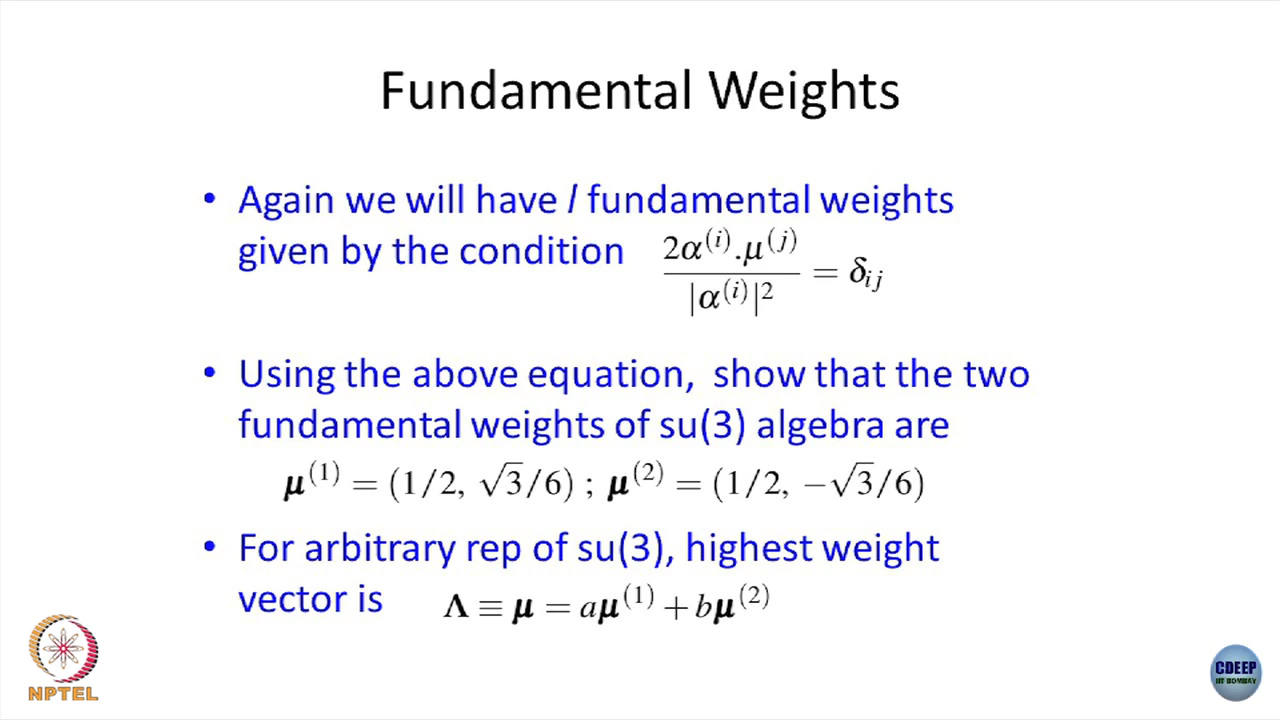 Fundamental Weights
• Again we will have l fundamental weights
given by the condition 2α^(i).μ^(j) / |α^(i)|^2 = δ_ij
• Using the above equation, show that the two
fundamental weights of su(3) algebra are
μ^(1) = (1/2, √3/6) ; μ^(2) = (1/2, −√3/6)
• For arbitrary rep of su(3), highest weight
vector is Λ ≡ μ = aμ^(1) + bμ^(2)
NPTEL
CDEEP
IIT BOMBAY